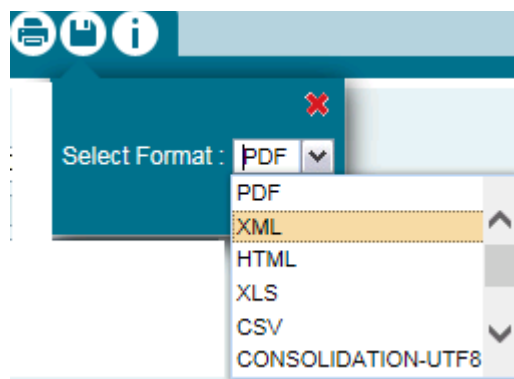 Select Format : PDF
PDF
XML
HTML
XLS
CSV
CONSOLIDATION-UTF8